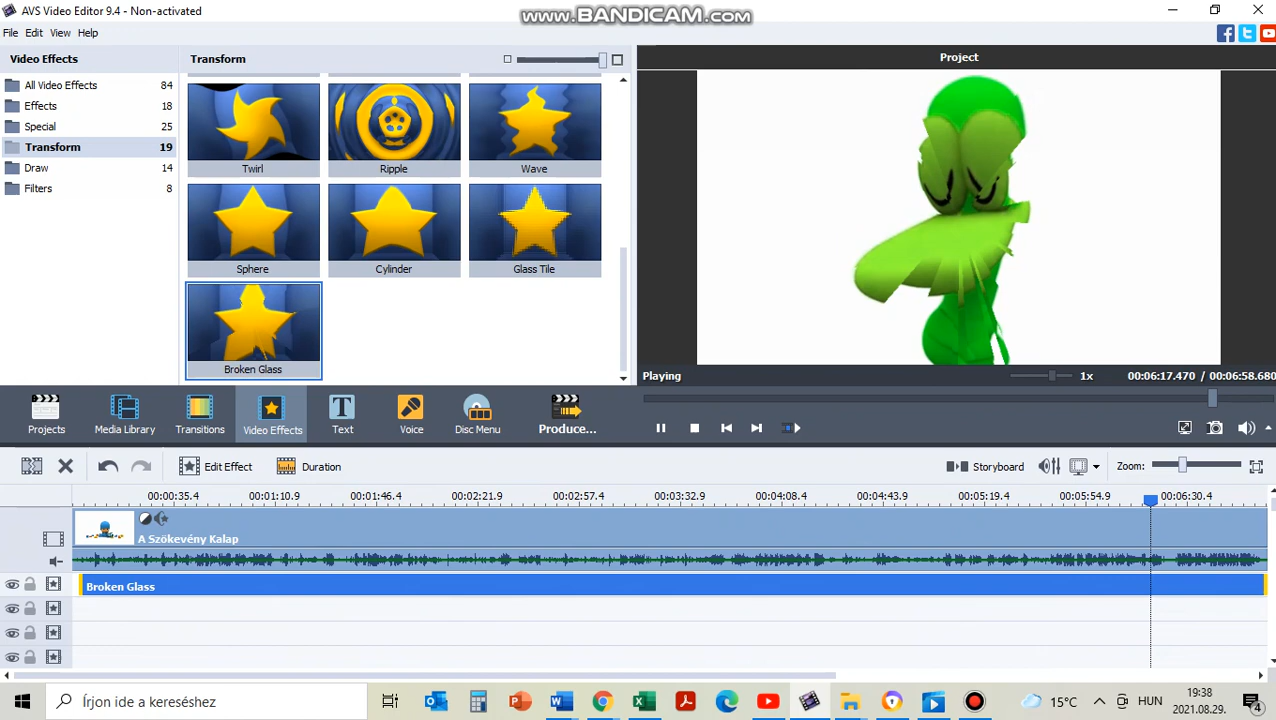 AVS Video Editor 9.4 - Non-activated
www.BANDICAM.com
File Edit View Help
Video Effects
Transform
Project
All Video Effects 84
Effects 18
Special 25
Transform 19
Draw 14
Filters 8
Twirl
Ripple
Wave
Sphere
Cylinder
Glass Tile
Broken Glass
Playing
1x
00:06:17.470 / 00:06:58.680
Projects
Media Library
Transitions
Video Effects
Text
Voice
Disc Menu
Produce...
Edit Effect
Duration
Storyboard
Zoom:
00:00:35.4 00:01:10.9 00:01:46.4 00:02:21.9 00:02:57.4 00:03:32.9 00:04:08.4 00:04:43.9 00:05:19.4 00:05:54.9 00:06:30.4
A Szökevény Kalap
Broken Glass
Írjon ide a kereséshez
15°C
HUN
19:38
2021.08.29.
4